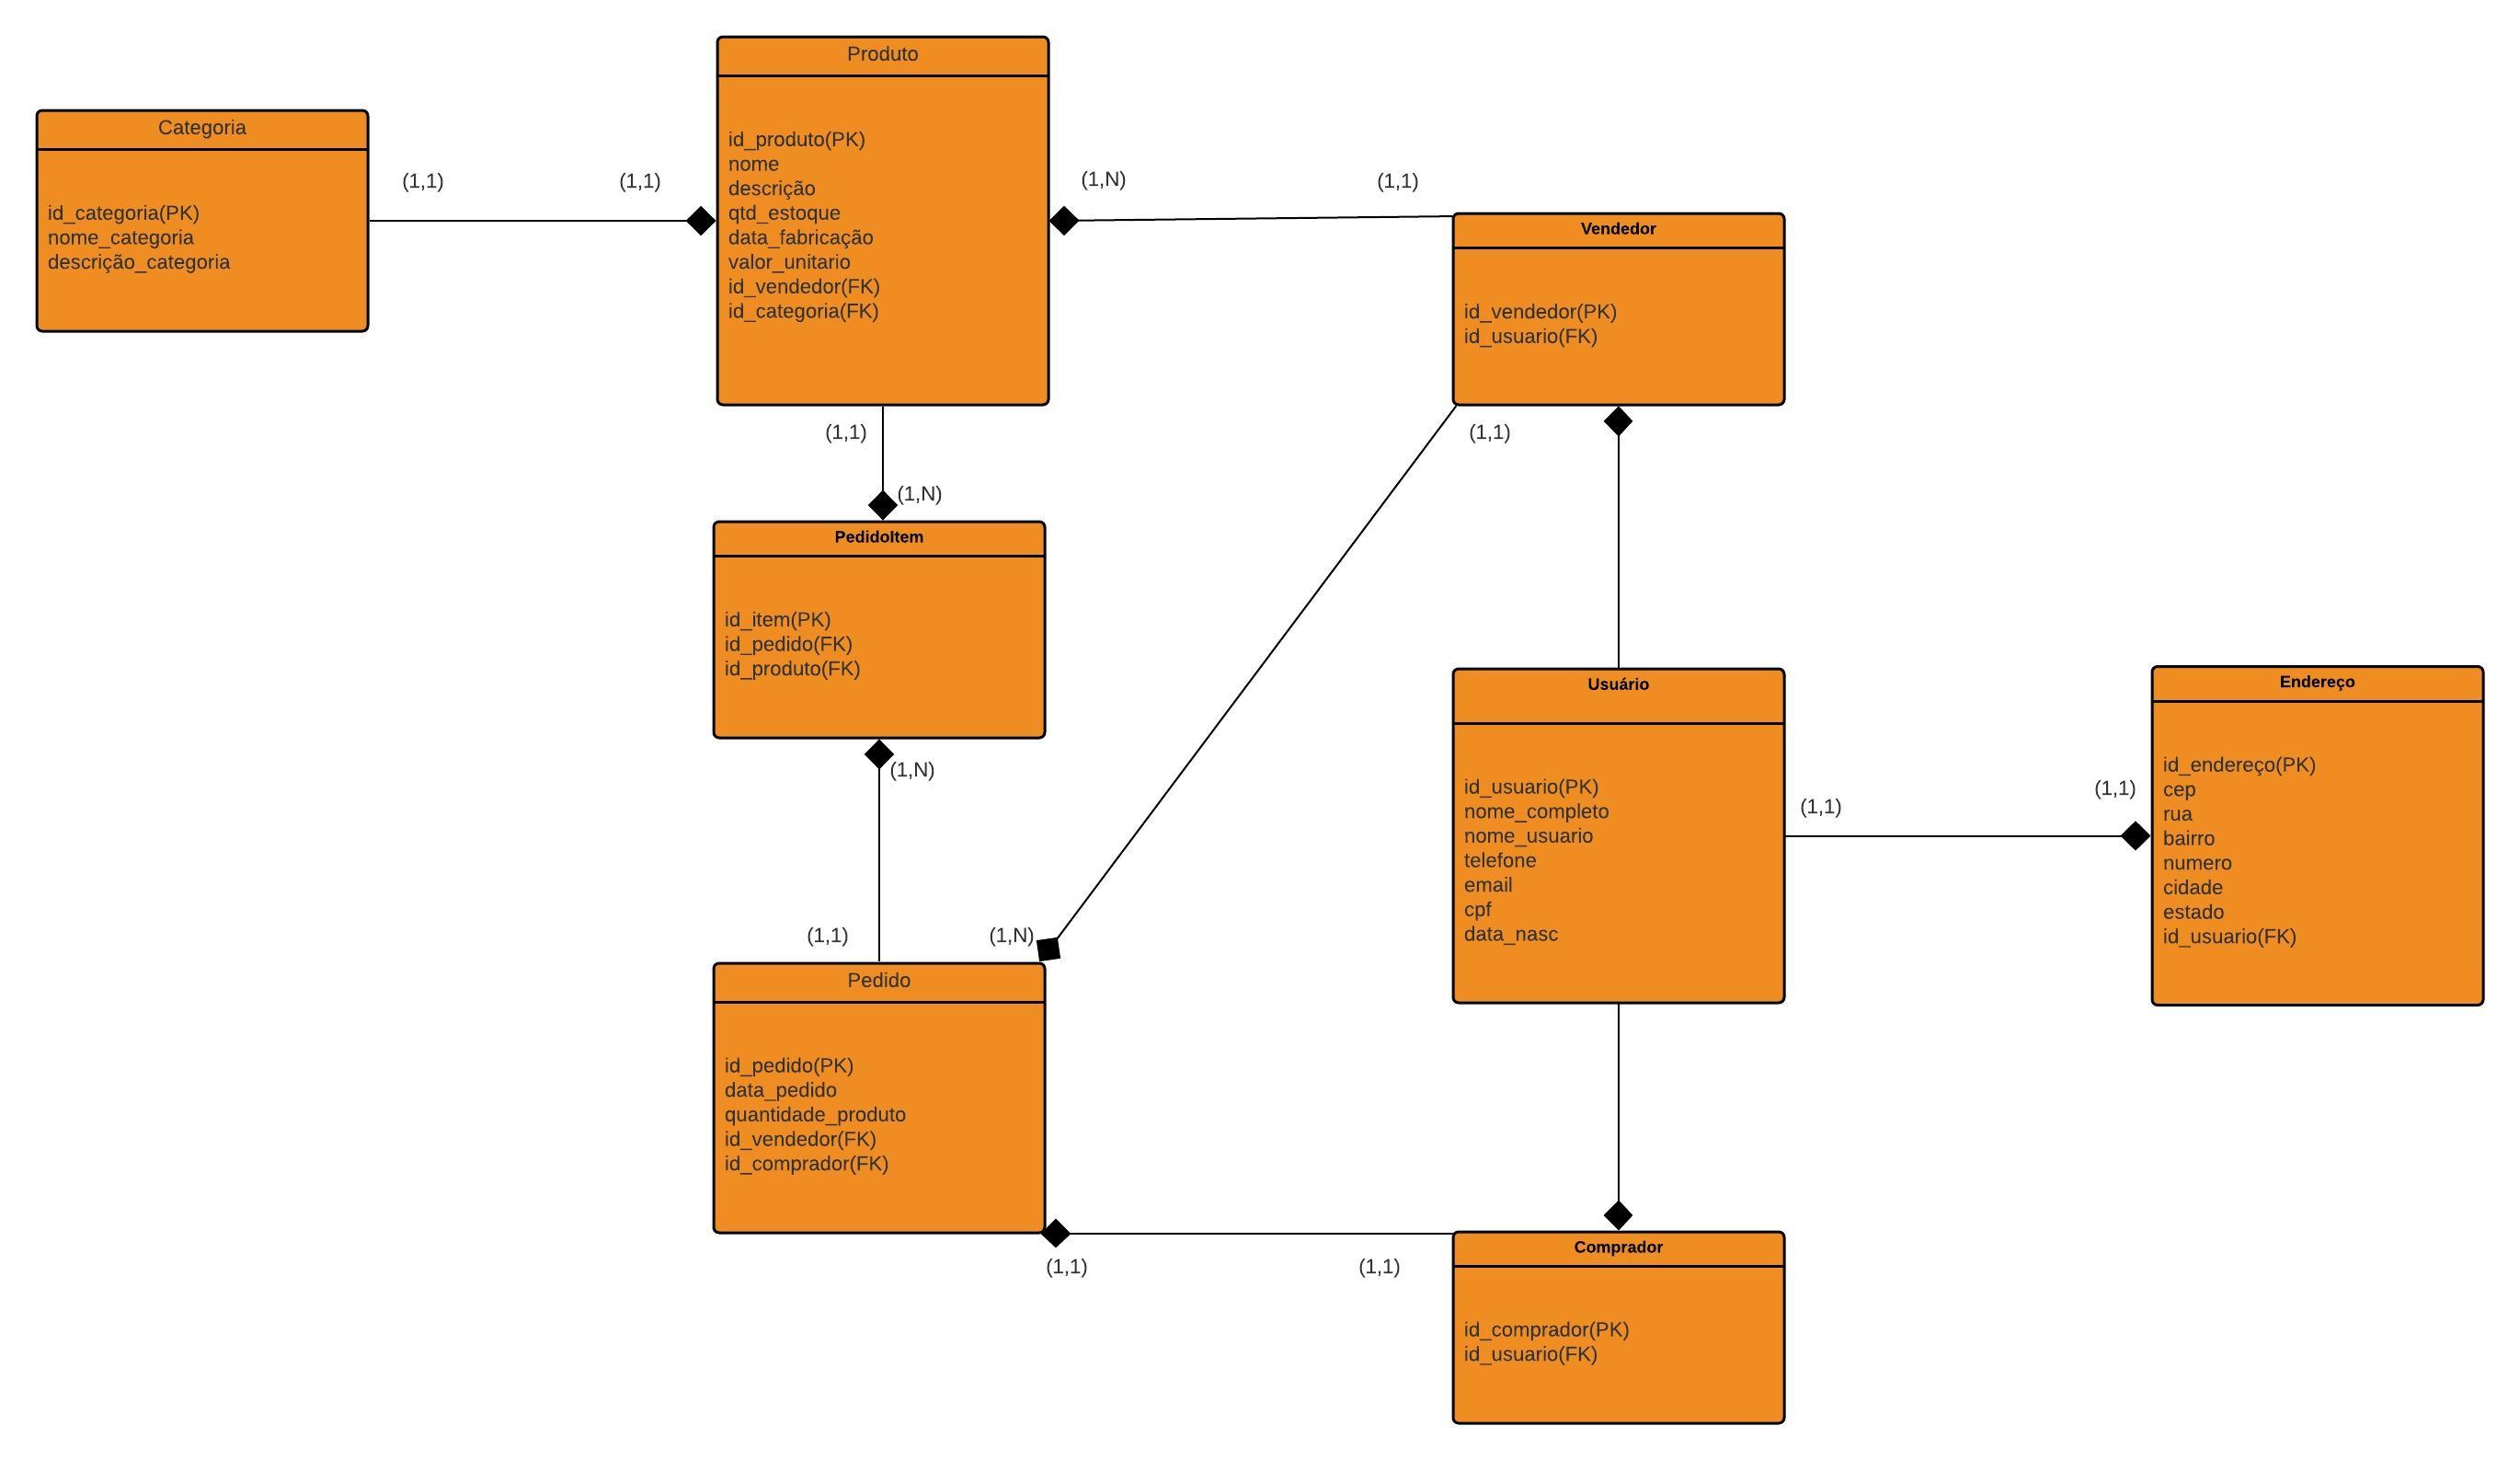 Produto
id_produto(PK)
nome
descrição
qtd_estoque
data_fabricação
valor_unitario
id_vendedor(FK)
id_categoria(FK)
Categoria
id_categoria(PK)
nome_categoria
descrição_categoria
(1,1)
(1,1)
(1,N)
(1,1)
Vendedor
id_vendedor(PK)
id_usuario(FK)
(1,1)
(1,N)
(1,1)
PedidoItem
id_item(PK)
id_pedido(FK)
id_produto(FK)
(1,N)
(1,1)
(1,N)
Usuário
id_usuario(PK)
nome_completo
nome_usuario
telefone
email
cpf
data_nasc
(1,1)
(1,1)
Endereço
id_endereço(PK)
cep
rua
bairro
numero
cidade
estado
id_usuario(FK)
Pedido
id_pedido(PK)
data_pedido
quantidade_produto
id_vendedor(FK)
id_comprador(FK)
(1,1)
(1,1)
Comprador
id_comprador(PK)
id_usuario(FK)